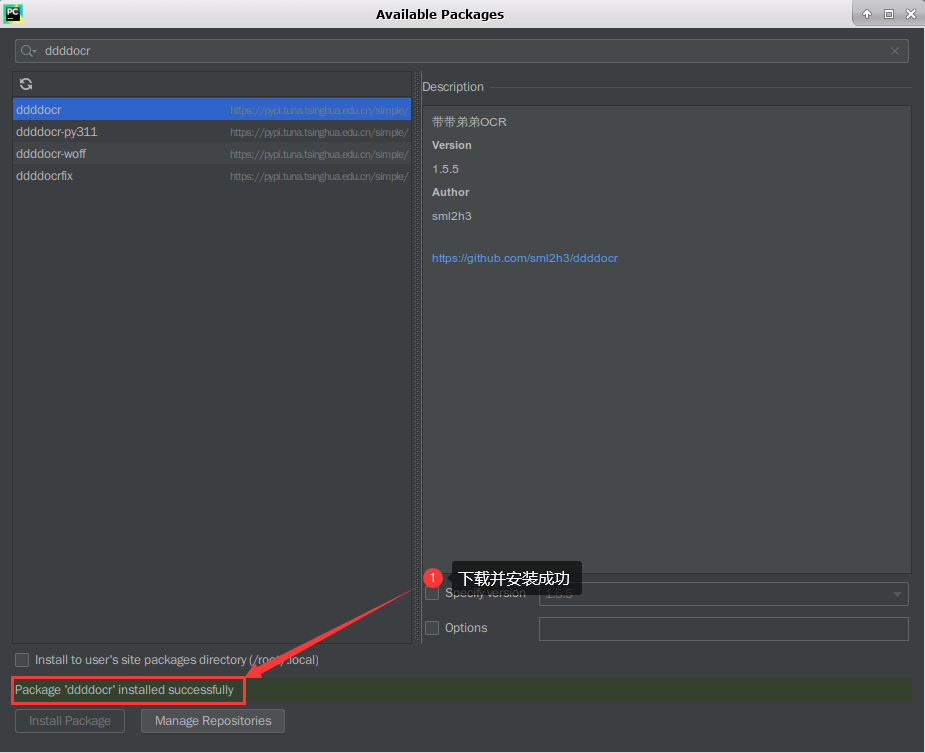 PC
Available Packages
ddddocr
ddddocr https://pypi.tuna.tsinghua.edu.cn/simple/
ddddocr-py311 https://pypi.tuna.tsinghua.edu.cn/simple/
ddddocr-woff https://pypi.tuna.tsinghua.edu.cn/simple/
ddddocrfix https://pypi.tuna.tsinghua.edu.cn/simple/
Description
带带弟弟OCR
Version
1.5.5
Author
sml2h3
https://github.com/sml2h3/ddddocr
1 下载并安装成功
Specify version 1.5.5
Options
Install to user's site packages directory (/root/.local)
Package 'ddddocr' installed successfully
Install Package Manage Repositories